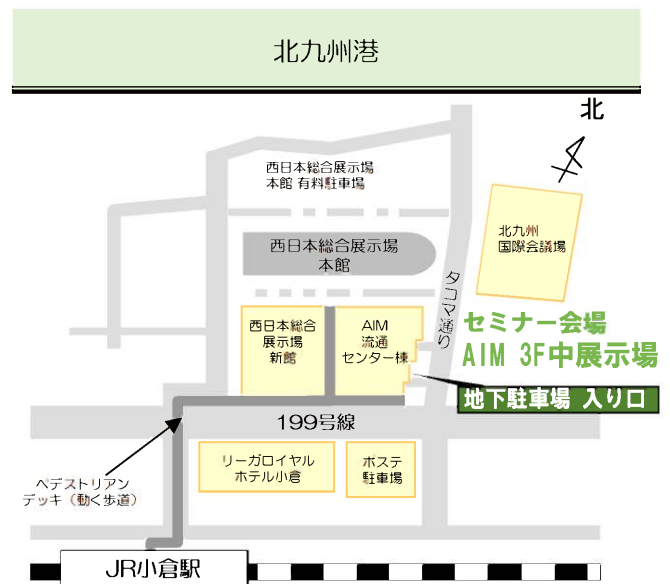 北九州港
北
西日本総合展示場
本館 有料駐車場
北九州
国際会議場
西日本総合展示場
本館
タコマ通り
西日本総合
展示場
新館
AIM
流通
センター棟
セミナー会場
AIM 3F中展示場
地下駐車場 入り口
199号線
リーガロイヤル
ホテル小倉
ポステ
駐車場
ペデストリアン
デッキ（動く歩道）
JR小倉駅